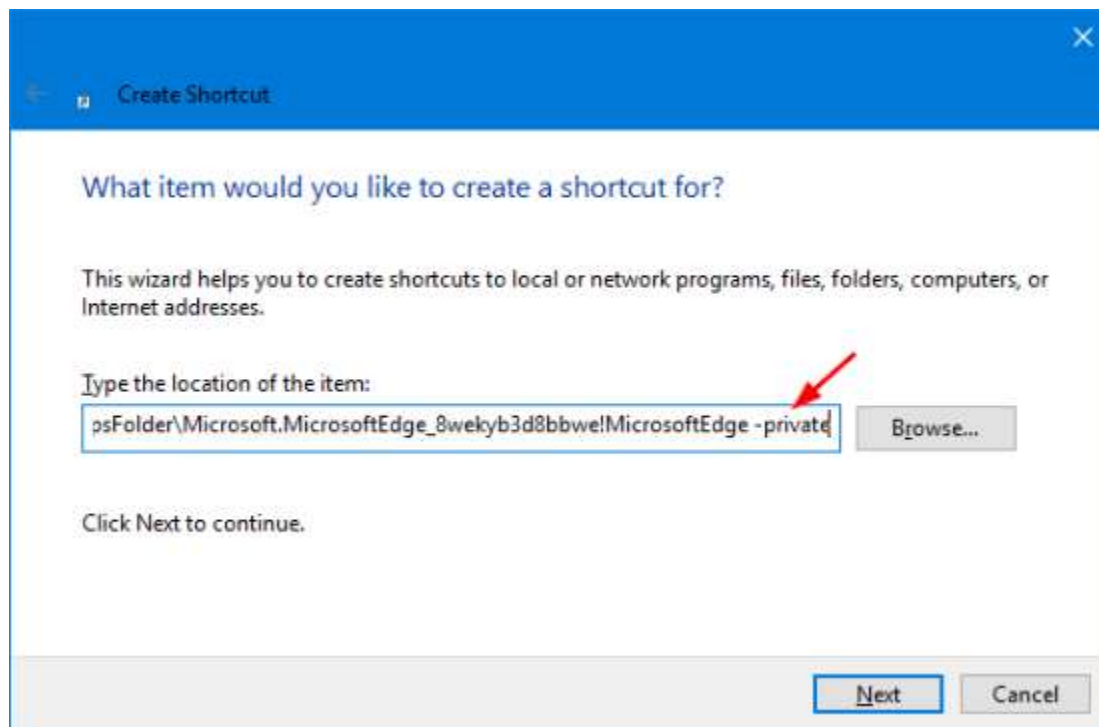 Create Shortcut
What item would you like to create a shortcut for?
This wizard helps you to create shortcuts to local or network programs, files, folders, computers, or
Internet addresses.
Type the location of the item:
psFolder\Microsoft.MicrosoftEdge_8wekyb3d8bbwe!MicrosoftEdge -private
Browse...
Click Next to continue.
Next
Cancel